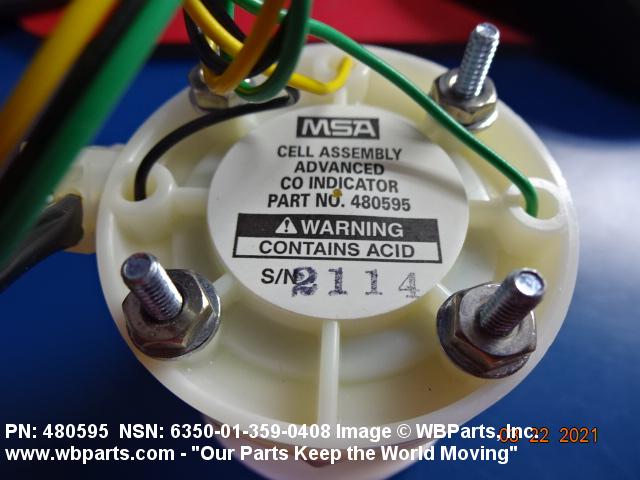 MSA
CELL ASSEMBLY
ADVANCED
CO INDICATOR
PART NO. 480595
WARNING
CONTAINS ACID
S/N 2114
PN: 480595 NSN: 6350-01-359-0408 Image © WBParts, Inc.
03 22 2021
www.wbparts.com - "Our Parts Keep the World Moving"